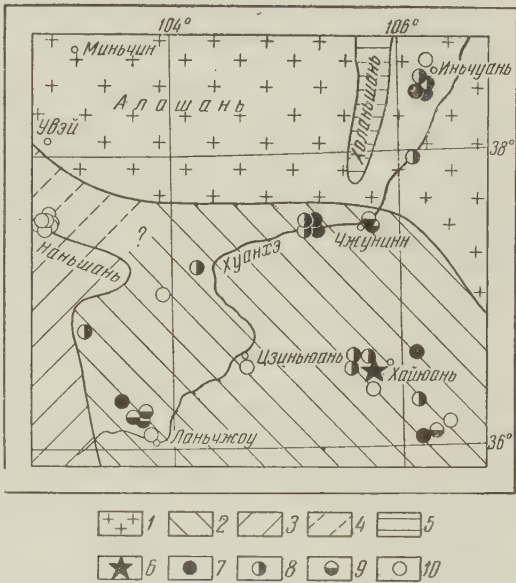 104° 106°
Миньчин
Иньчуань
Алашань
Холаньшань
Увэй
38°
Наньшань
?
Хуанхэ
Чжунинн
Цзиньюань
Хайюань
Ланьчжоу
36°
1 2 3 4 5
6 7 8 9 10